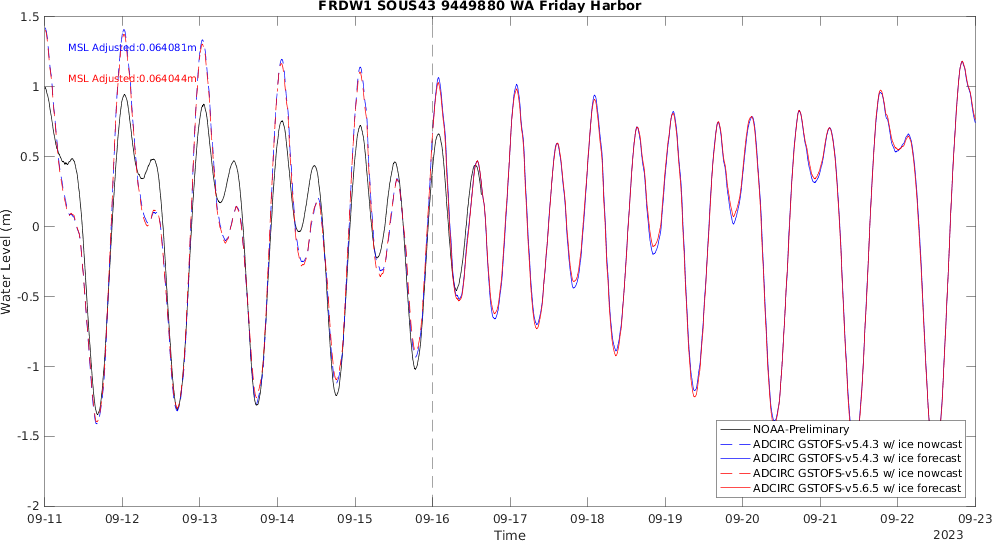 FRDW1 SOUS43 9449880 WA Friday Harbor
1.5
1
0.5
0
-0.5
-1
-1.5
-2
Water Level (m)
MSL Adjusted:0.064081m
MSL Adjusted:0.064044m
NOAA-Preliminary
ADCIRC GSTOFS-v5.4.3 w/ ice nowcast
ADCIRC GSTOFS-v5.4.3 w/ ice forecast
ADCIRC GSTOFS-v5.6.5 w/ ice nowcast
ADCIRC GSTOFS-v5.6.5 w/ ice forecast
09-11 09-12 09-13 09-14 09-15 09-16 09-17 09-18 09-19 09-20 09-21 09-22 09-23
Time
2023